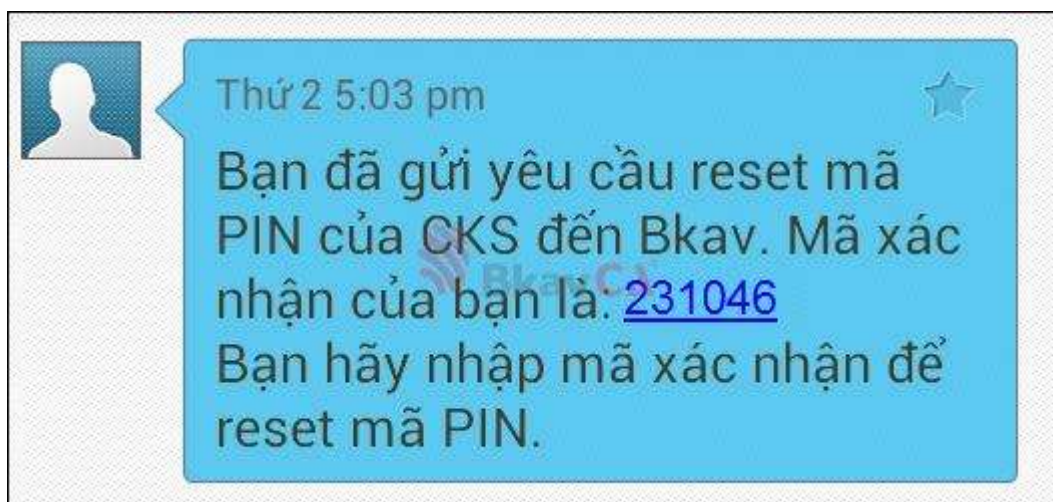 Thứ 2 5:03 pm
Bạn đã gửi yêu cầu reset mã
PIN của CKS đến Bkav. Mã xác
nhận của bạn là: 231046
Bạn hãy nhập mã xác nhận để
reset mã PIN.
BkavCA